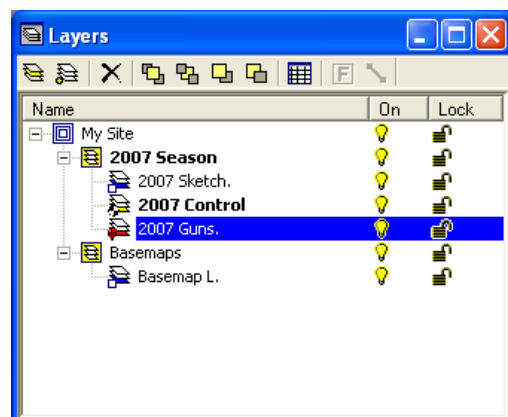 Layers
F
Name On Lock
My Site
2007 Season
2007 Sketch.
2007 Control
2007 Guns.
Basemaps
Basemap L.